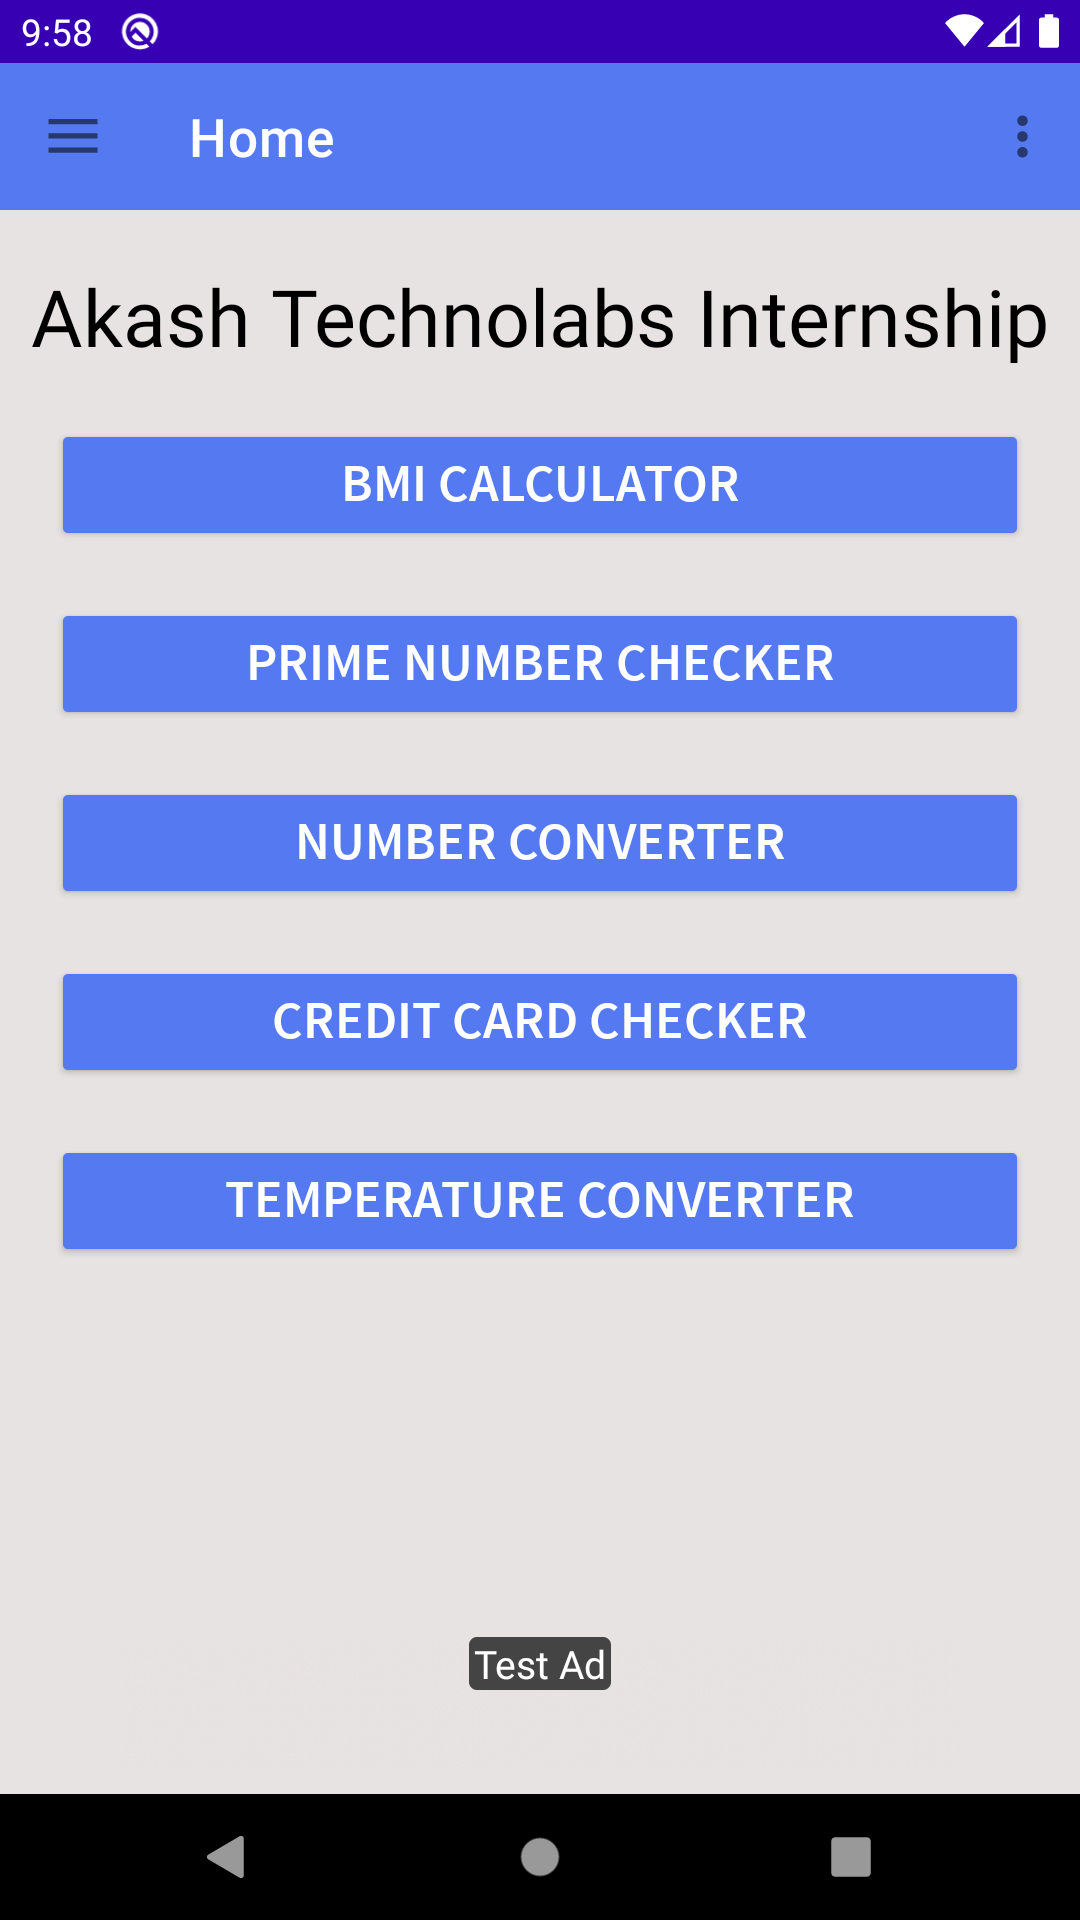 9:58
Home
Akash Technolabs Internship
BMI CALCULATOR
PRIME NUMBER CHECKER
NUMBER CONVERTER
CREDIT CARD CHECKER
TEMPERATURE CONVERTER
Test Ad